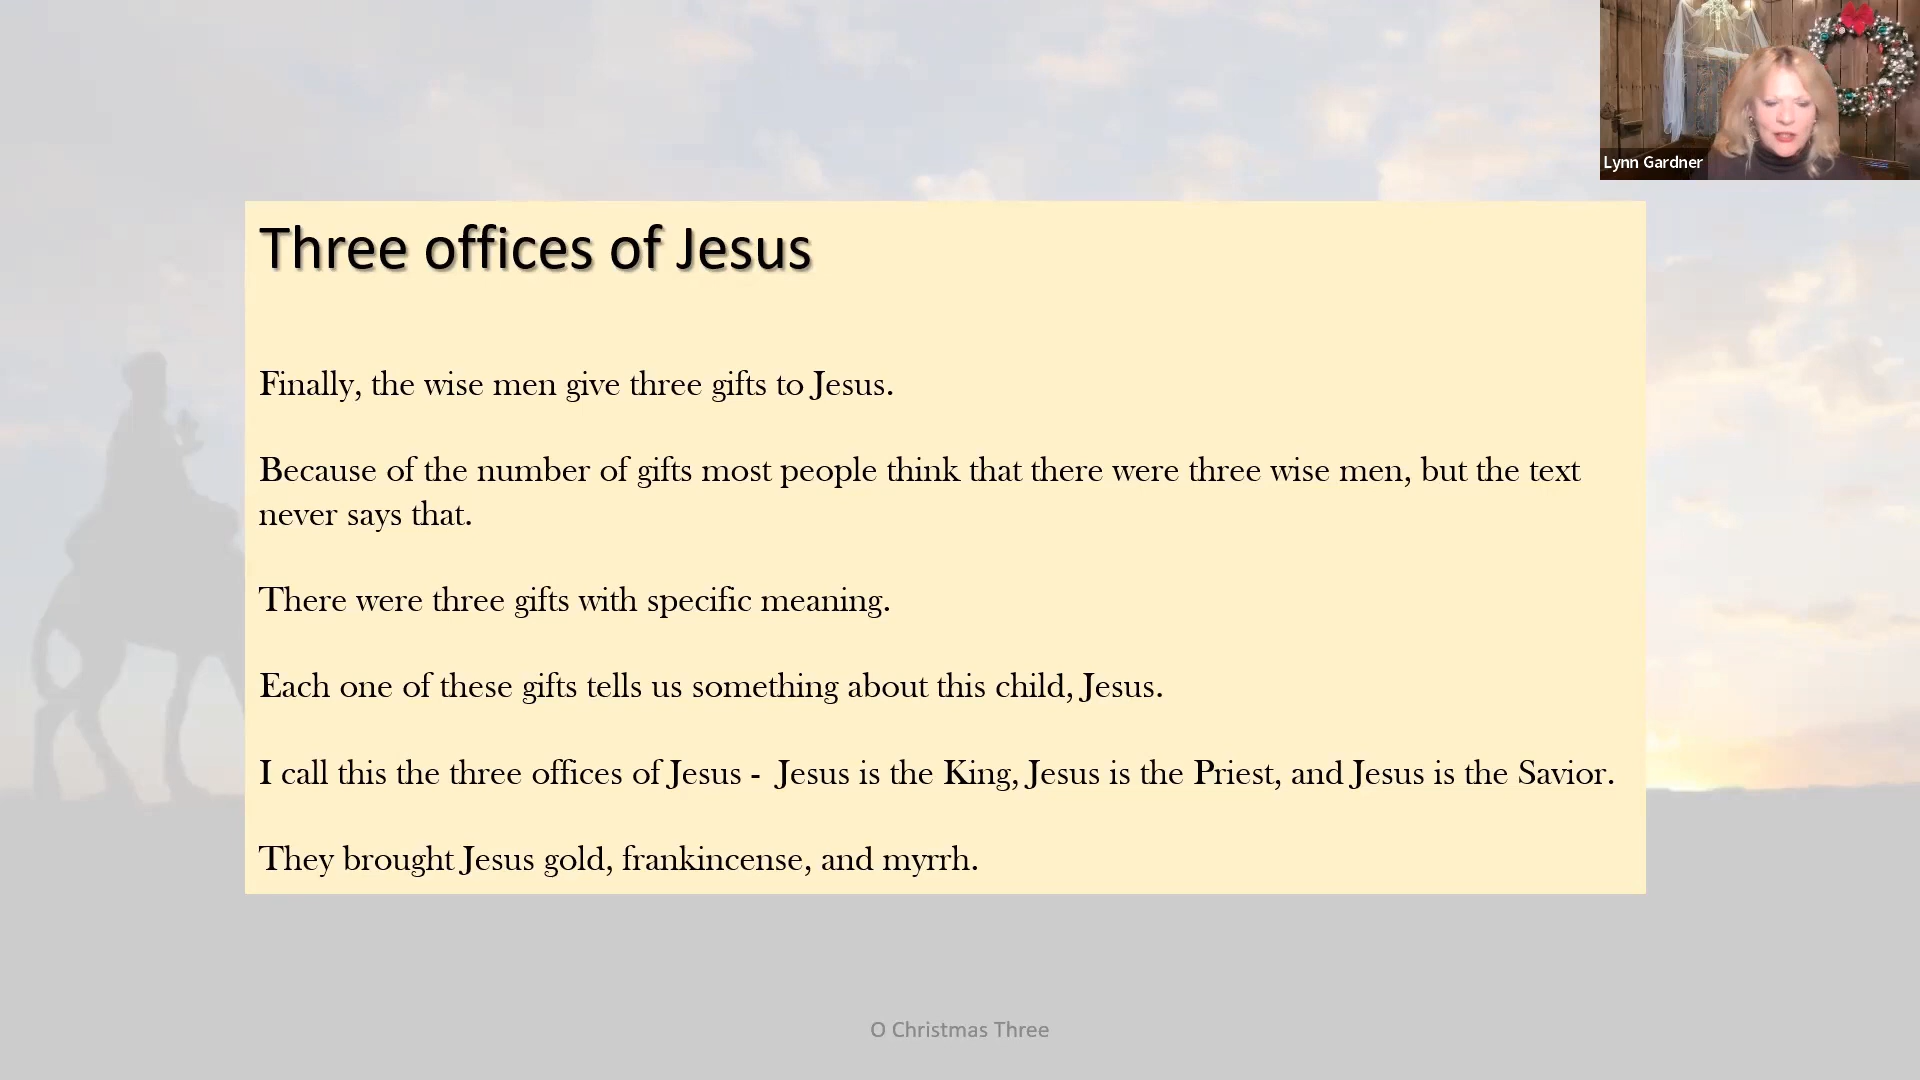 Lynn Gardner
Three offices of Jesus
Finally, the wise men give three gifts to Jesus.
Because of the number of gifts most people think that there were three wise men, but the text
never says that.
There were three gifts with specific meaning.
Each one of these gifts tells us something about this child, Jesus.
I call this the three offices of Jesus - Jesus is the King, Jesus is the Priest, and Jesus is the Savior.
They brought Jesus gold, frankincense, and myrrh.
O Christmas Three